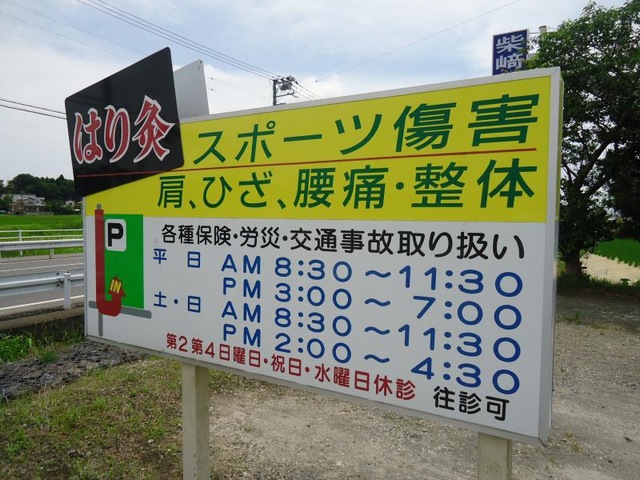 柴崎
はり灸
スポーツ傷害
肩、ひざ、腰痛・整体
P
IN
各種保険・労災・交通事故取り扱い
平 日 AM 8:30～11:30
PM 3:00～ 7:00
土・日 AM 8:30～11:30
PM 2:00～ 4:30
第2第4日曜日・祝日・水曜日休診 往診可